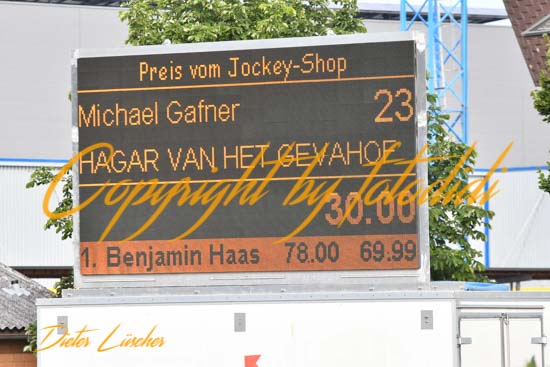 Preis vom Jockey-Shop
Michael Gafner 23
HAGAR VAN HET GEVAHOF
30.00
1. Benjamin Haas 78.00 69.99
Copyright by fotodidi
Dieter Lüscher